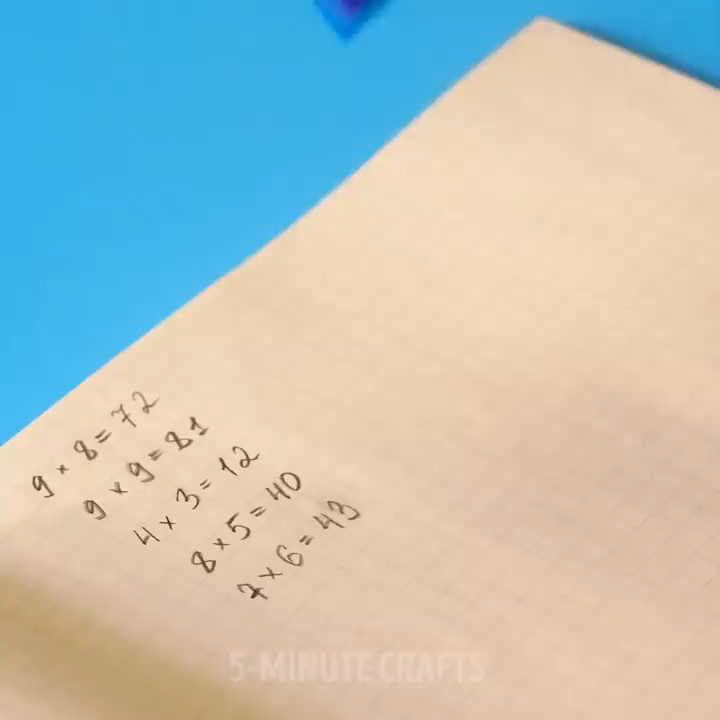 9 × 8 = 72
9 × 9 = 81
4 × 3 = 12
8 × 5 = 40
7 × 6 = 43
5-MINUTE CRAFTS